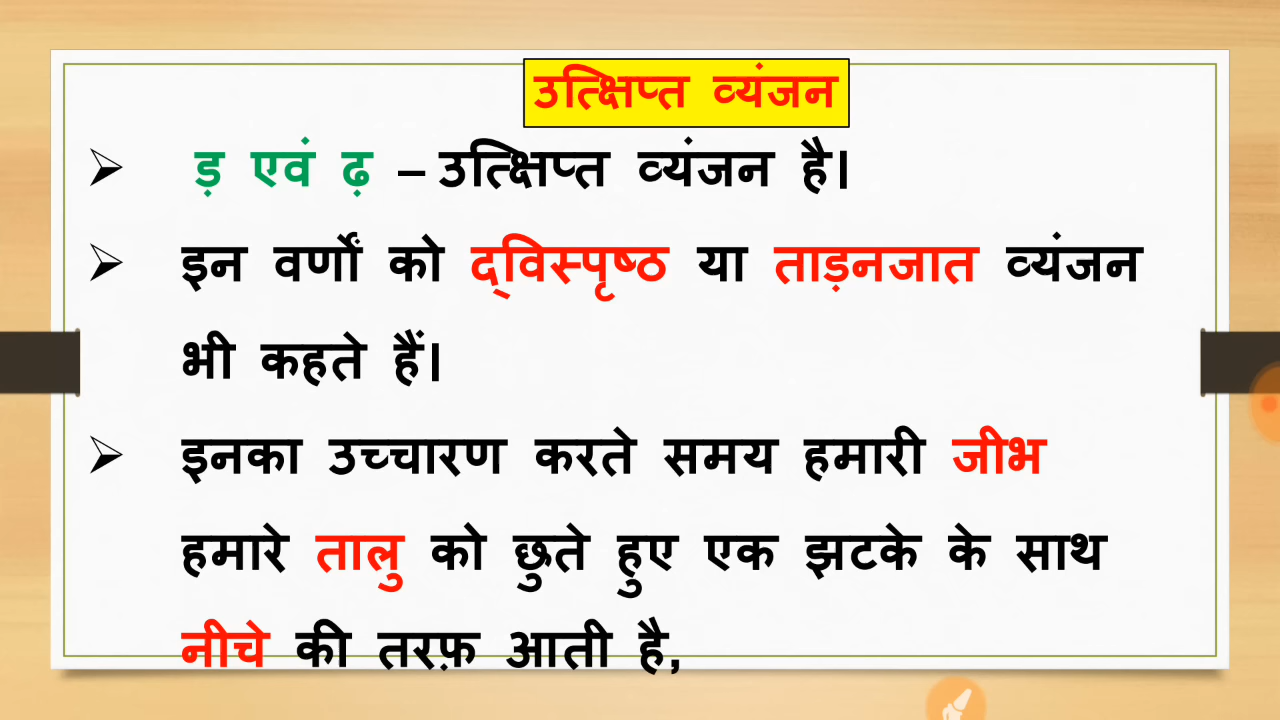 उत्क्षिप्त व्यंजन
➢ ड़ एवं ढ़ – उत्क्षिप्त व्यंजन है।
➢ इन वर्णों को द्विस्पृष्ठ या ताड़नजात व्यंजन
भी कहते हैं।
➢ इनका उच्चारण करते समय हमारी जीभ
हमारे तालु को छुते हुए एक झटके के साथ
नीचे की तरफ़ आती है,